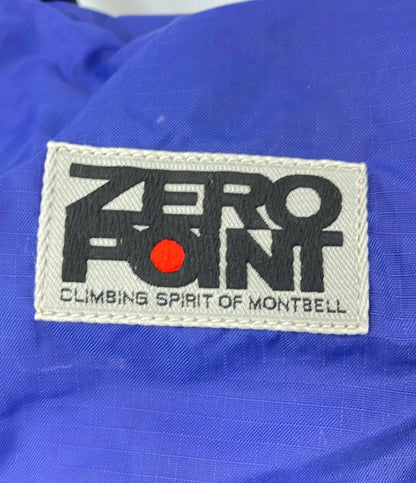 ZERO
POINT
CLIMBING SPIRIT OF MONTBELL